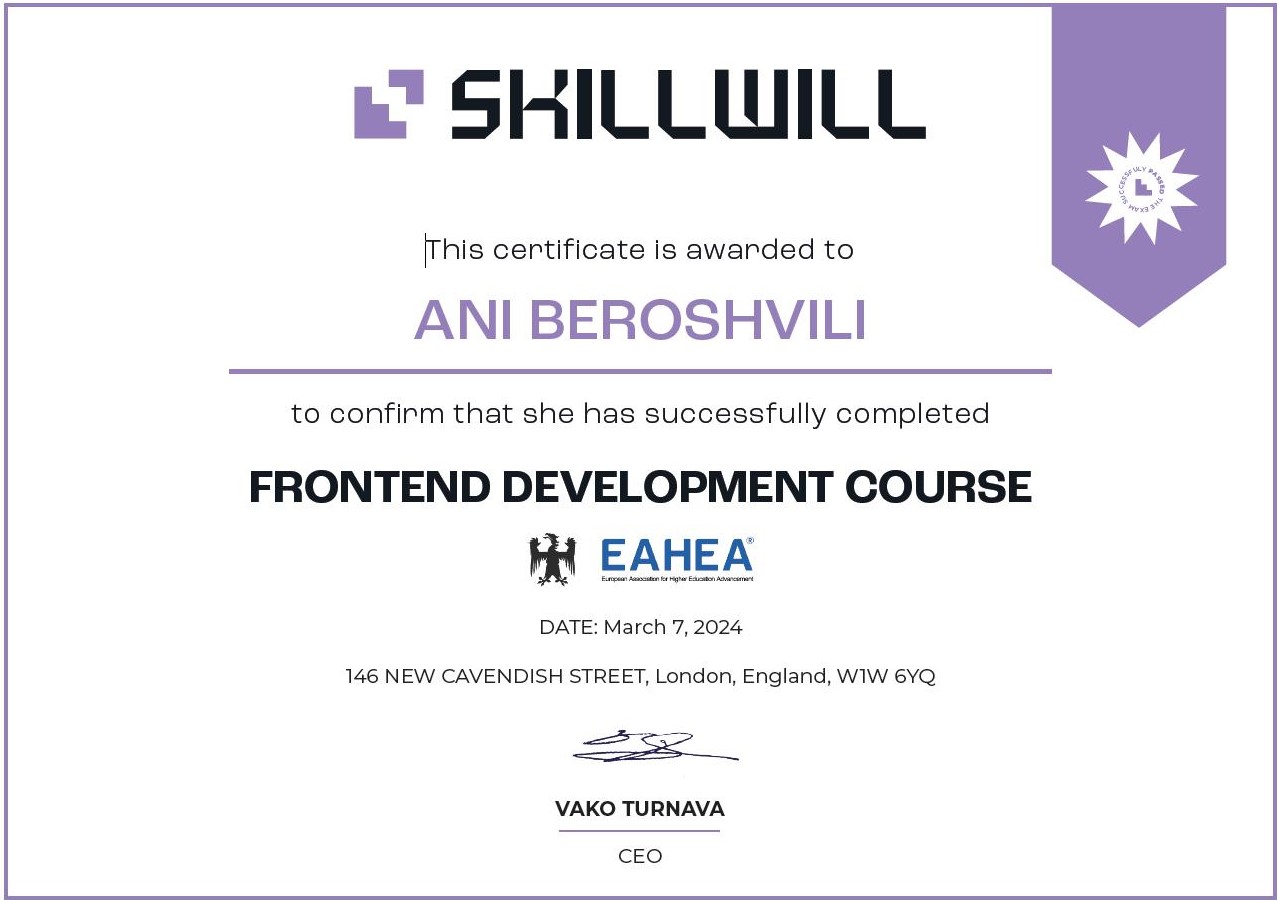 SKILLWILL
SUCCESSFULY PASSED THE EXAM
This certificate is awarded to
ANI BEROSHVILI
to confirm that she has successfully completed
FRONTEND DEVELOPMENT COURSE
EAHEA®
European Association for Higher Education Advancement
DATE: March 7, 2024
146 NEW CAVENDISH STREET, London, England, W1W 6YQ
VAKO TURNAVA
CEO